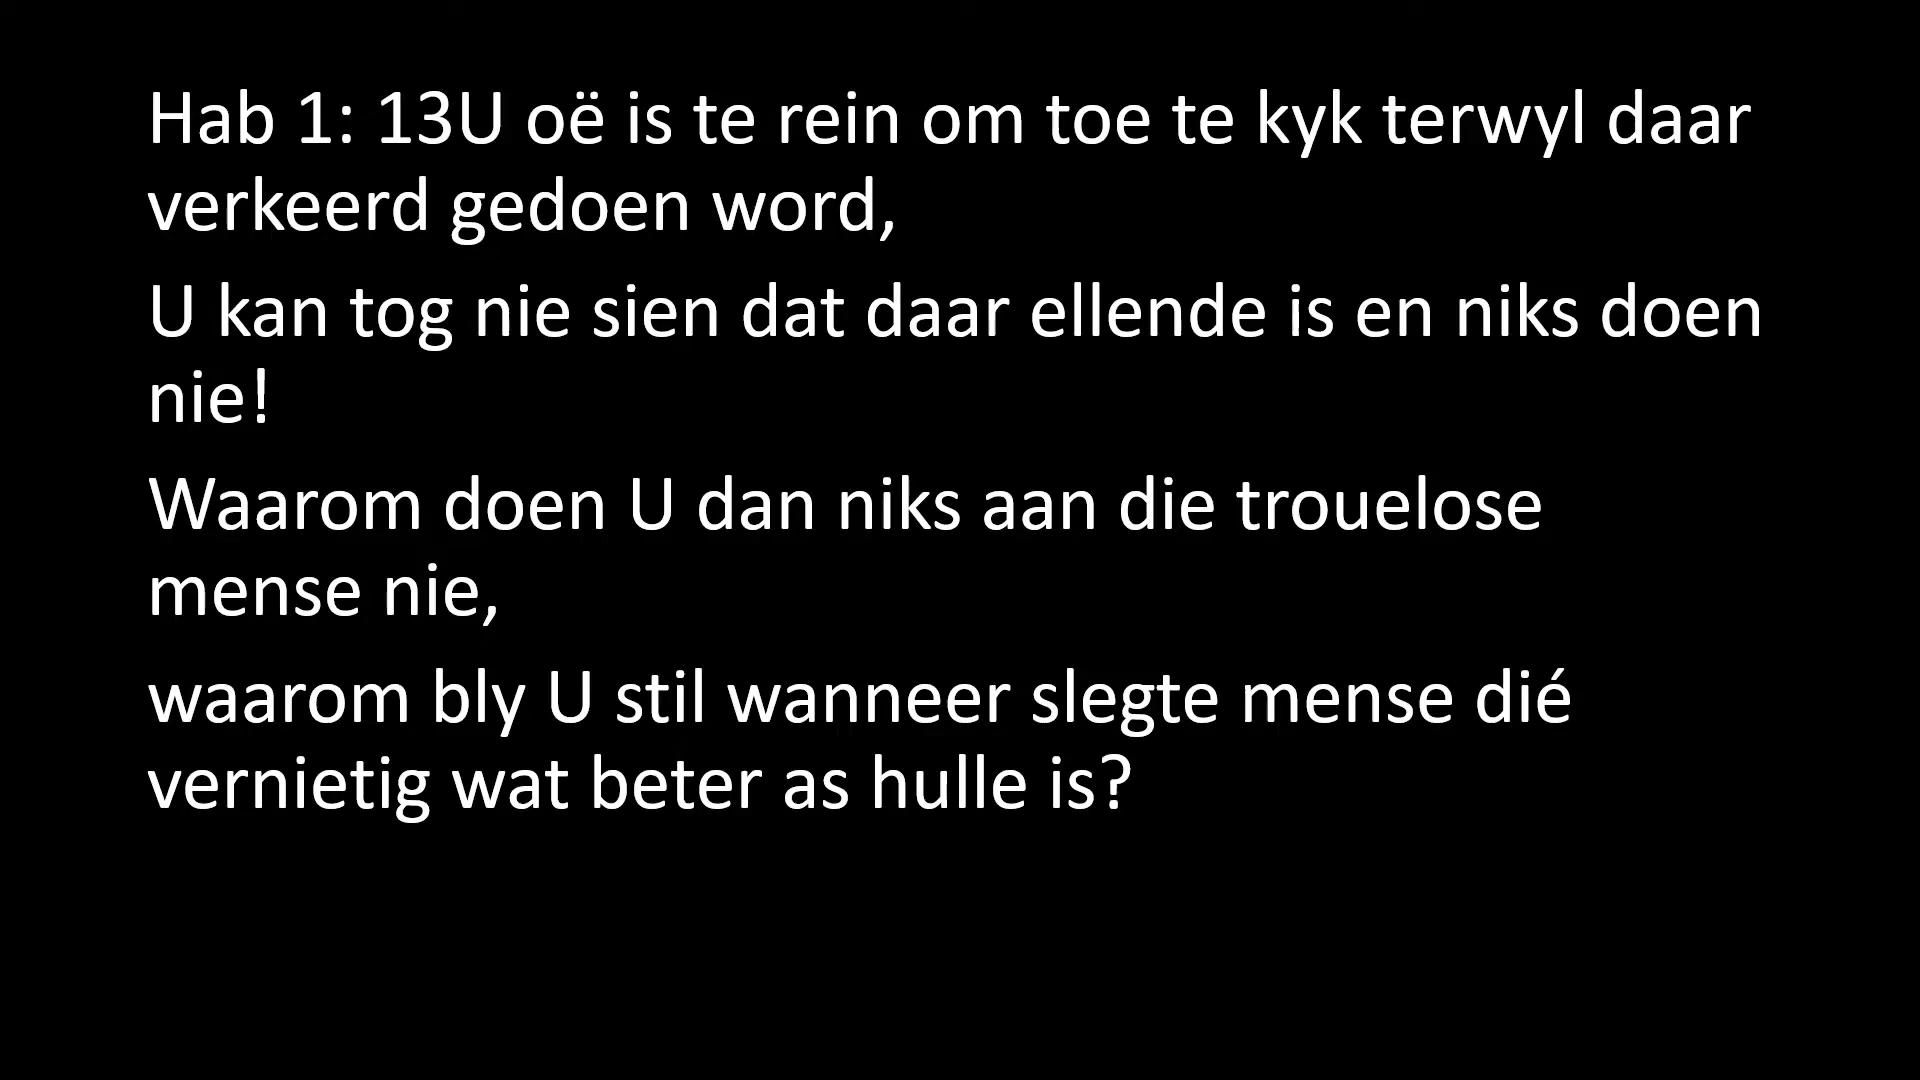 Hab 1: 13U oë is te rein om toe te kyk terwyl daar
verkeerd gedoen word,
U kan tog nie sien dat daar ellende is en niks doen
nie!
Waarom doen U dan niks aan die trouelose
mense nie,
waarom bly U stil wanneer slegte mense dié
vernietig wat beter as hulle is?